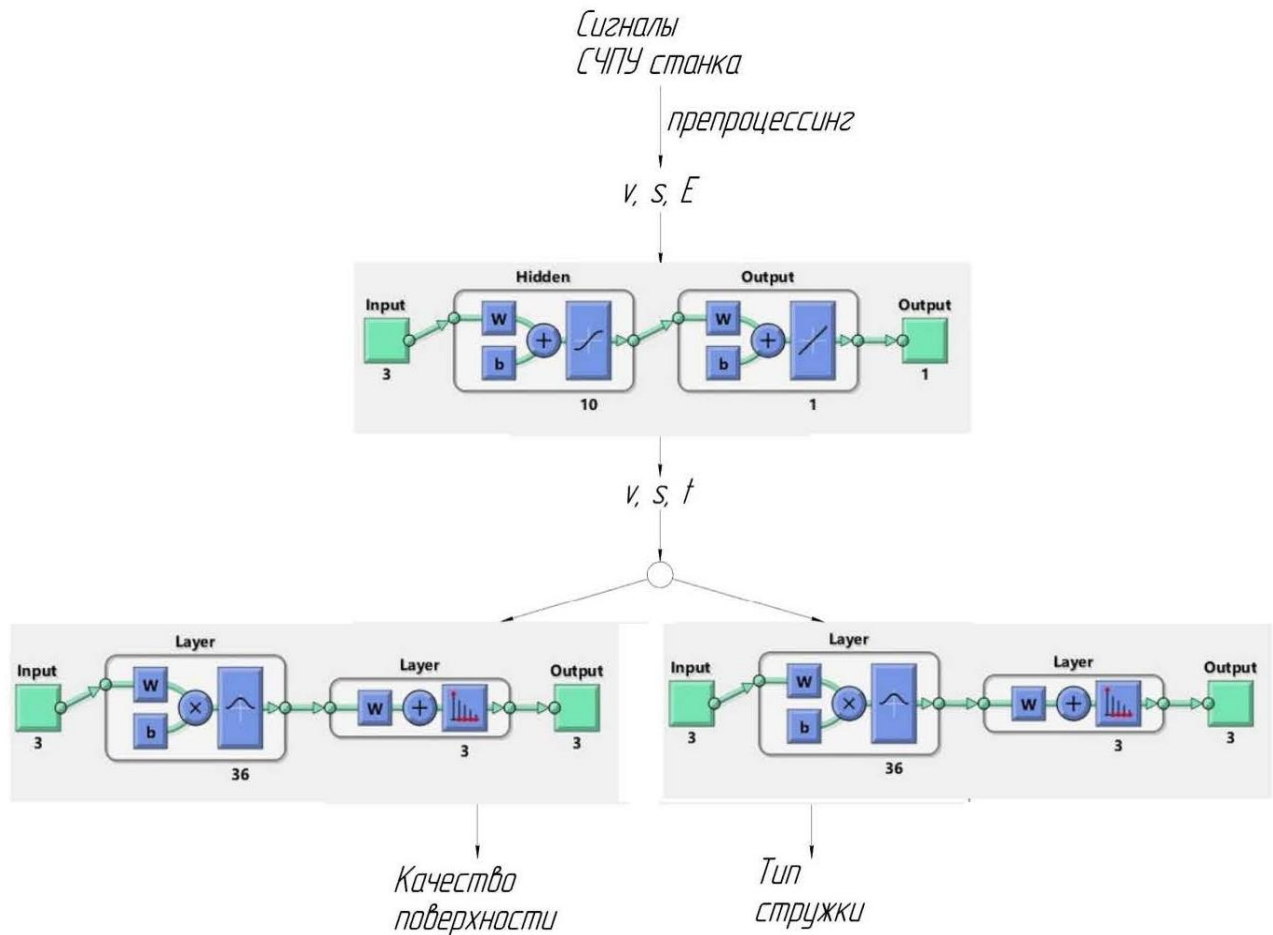 Сигналы
СЧПУ станка
препроцессинг
v, s, E
Hidden
Output
Input
W
b
+
W
b
+
Output
3
10
1
1
v, s, t
Layer
Layer
Input
W
b
×
W
+
Output
3
36
3
3
Layer
Layer
Input
W
b
×
W
+
Output
3
36
3
3
Качество
поверхности
Тип
стружки